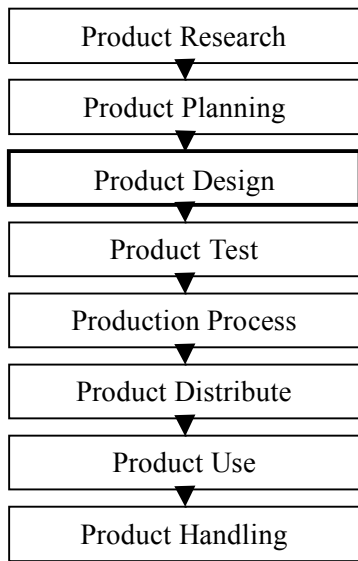 Product Research
Product Planning
Product Design
Product Test
Production Process
Product Distribute
Product Use
Product Handling